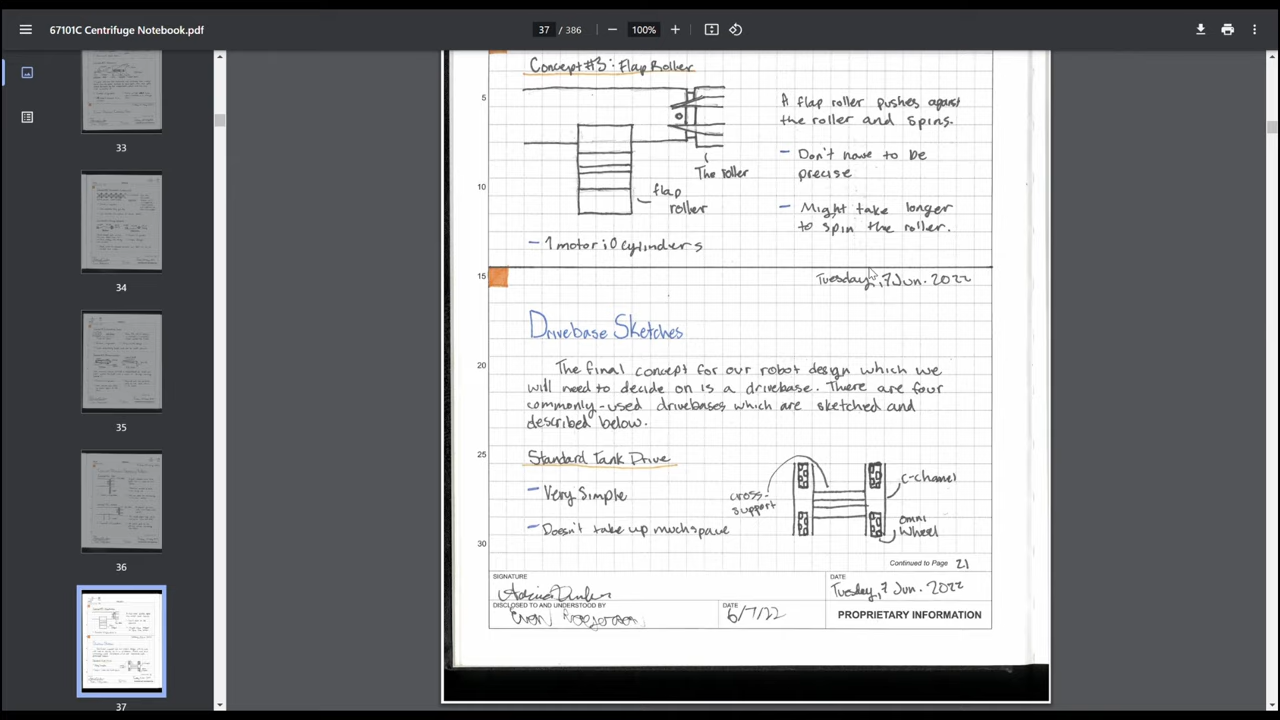 67101C Centrifuge Notebook.pdf
37 / 386
100%
33
34
35
36
37
Concept #3: Flap Roller
5
A flap roller pushes against
the roller and spins.
- Don't have to be
precise
The roller
10
flap
roller
- Might take longer
to spin the roller.
- 1 motor; 0 cylinders
15
Tuesday, 7 Jun. 2022
Drivebase Sketches
20
The final concept for our robot design which we
will need to decide on is a drivebase. There are four
commonly-used drivebases which are sketched and
described below.
25
Standard Tank Drive
- Very Simple
cross-
support
C-channel
- Doesn't take up much space
omni
Wheel
30
Continued to Page 21
SIGNATURE
DATE
Tuesday, 7 Jun. 2022
DISCLOSED TO AND UNDERSTOOD BY
DATE
6/7/22
PROPRIETARY INFORMATION